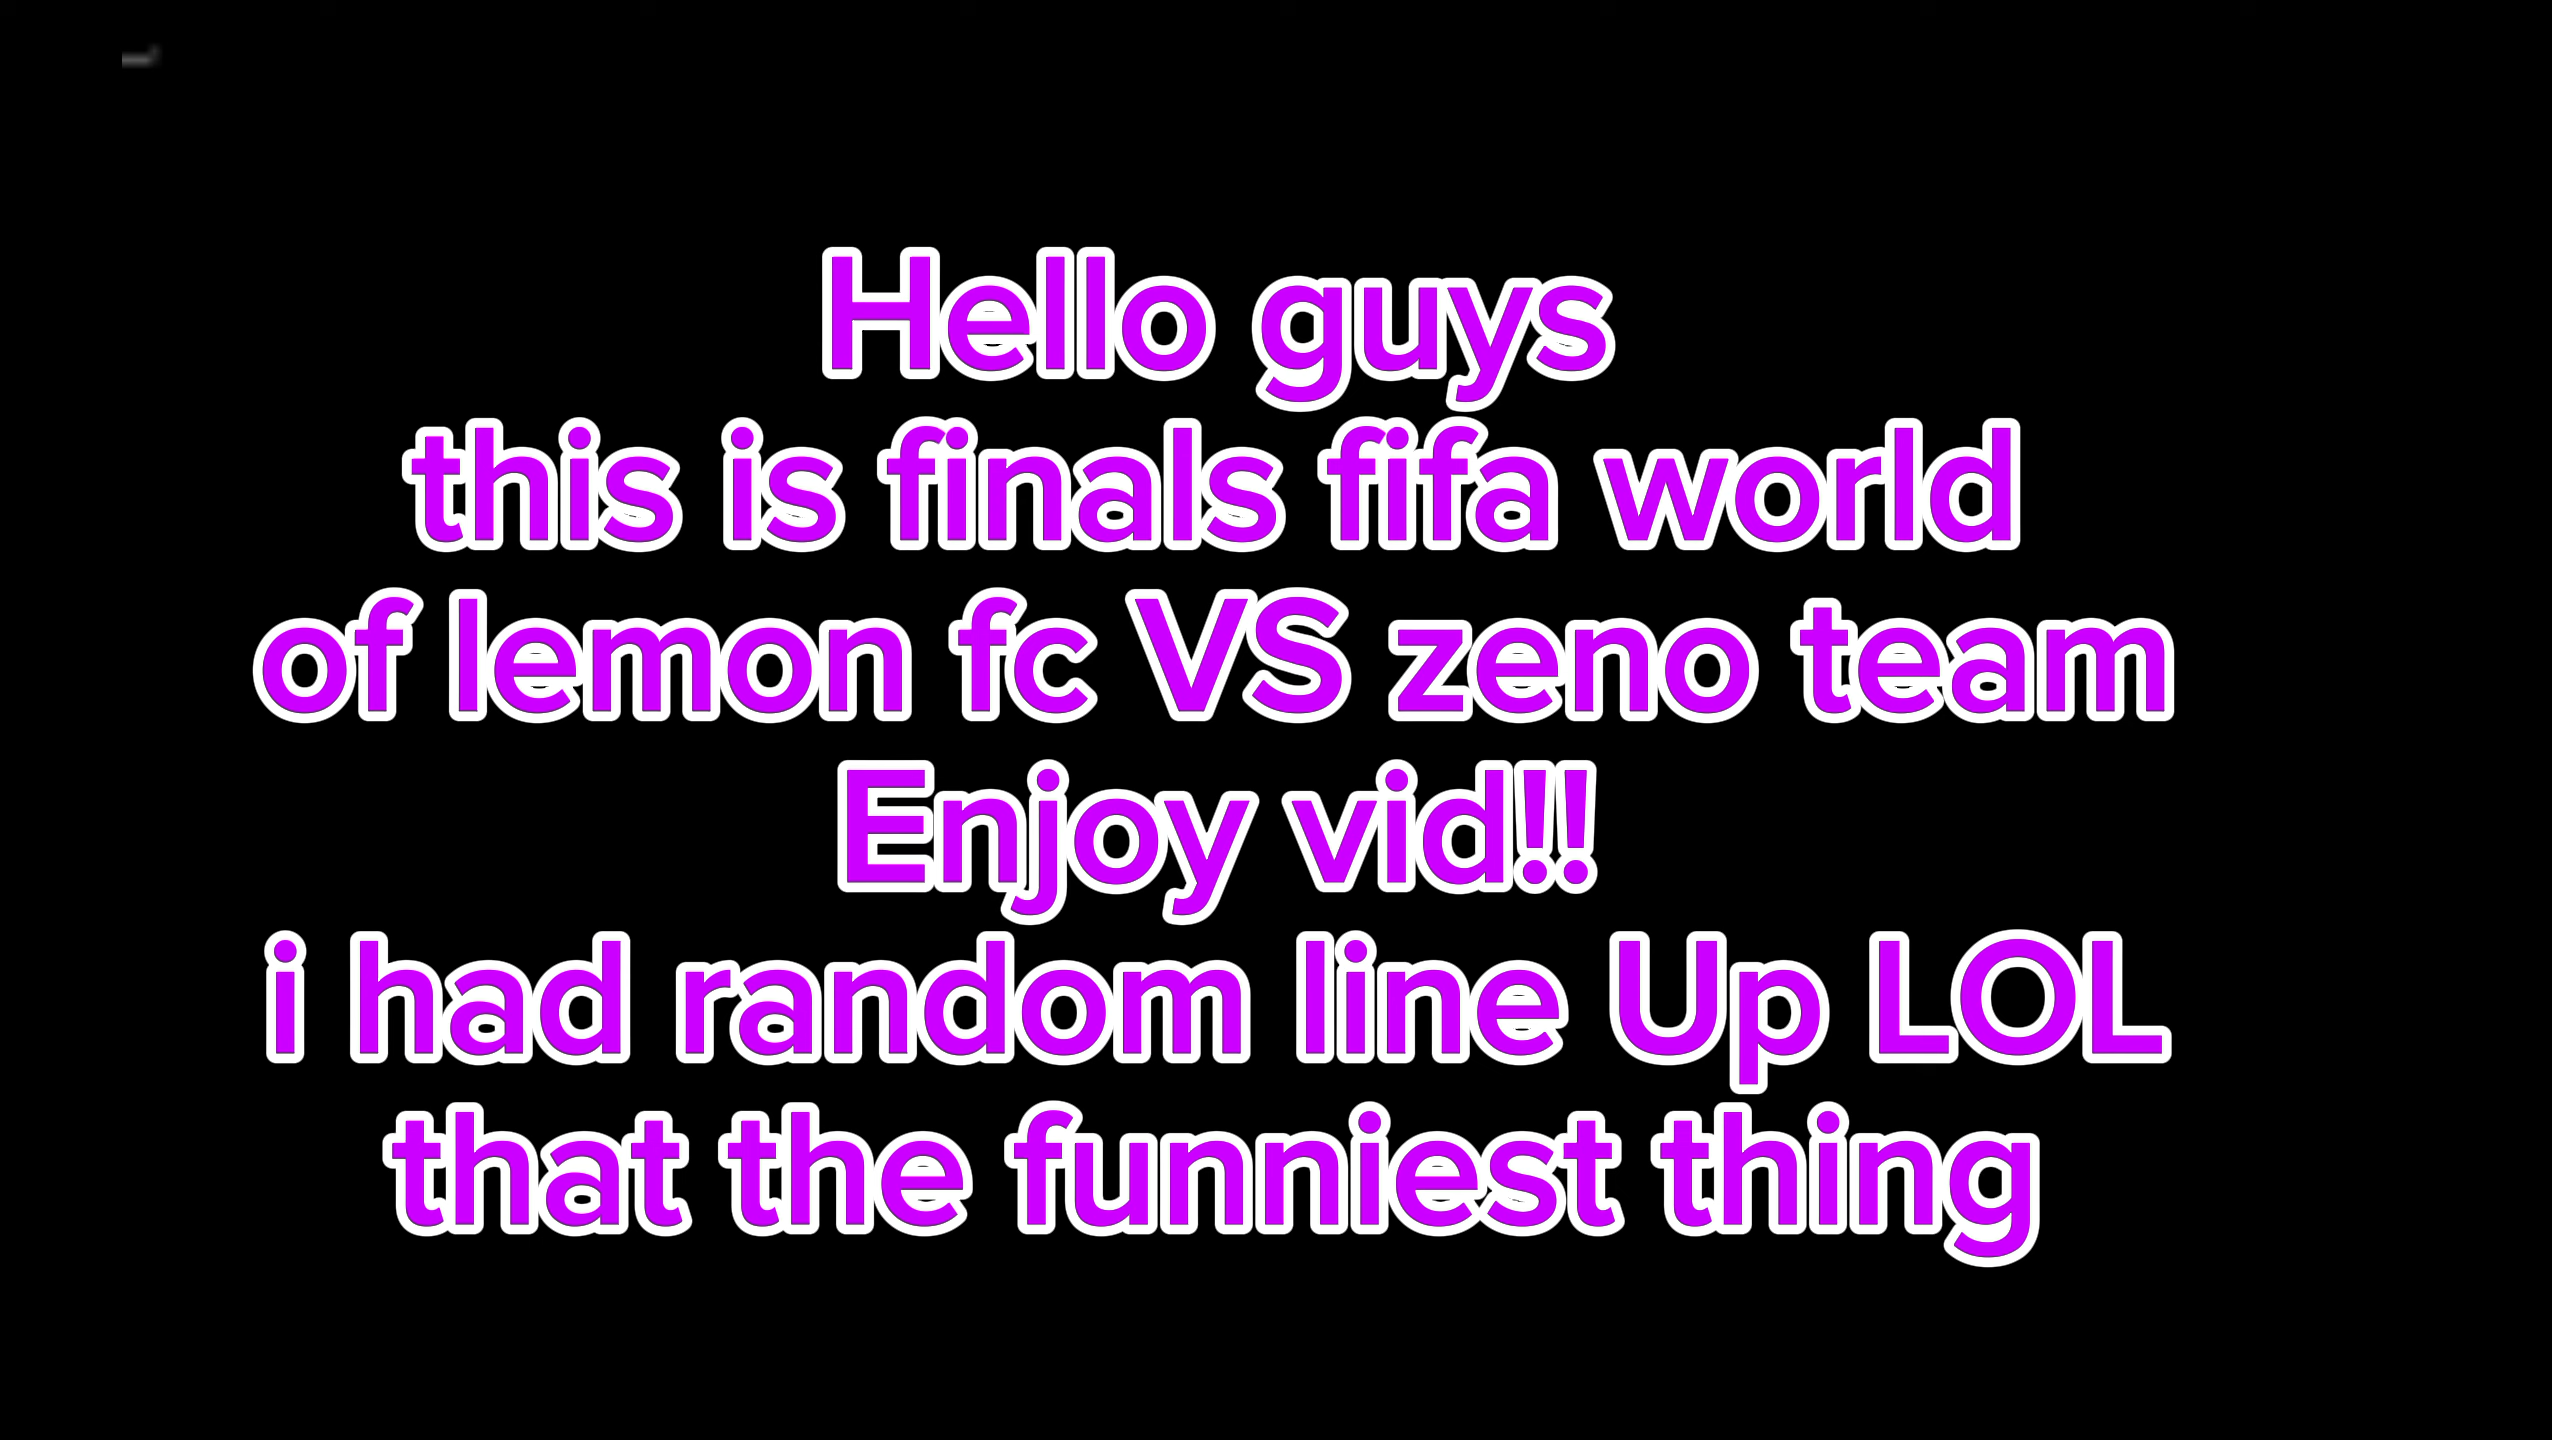 Hello guys
this is finals fifa world
of lemon fc VS zeno team
Enjoy vid!!
i had random line Up LOL
that the funniest thing